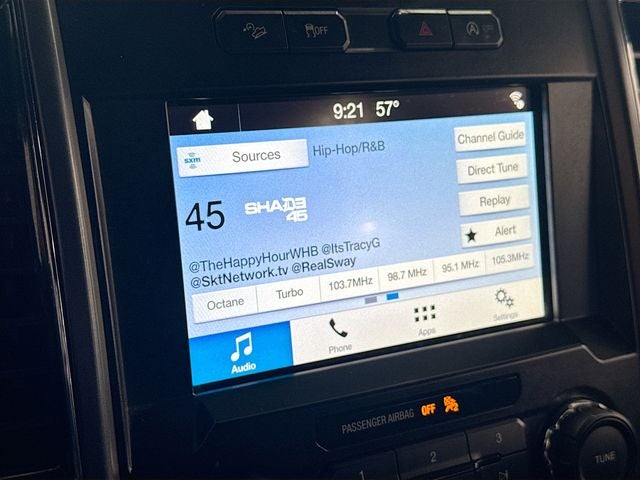 OFF
A
9:21 57°
sxm Sources
Hip-Hop/R&B
Channel Guide
Direct Tune
Replay
Alert
45
SHADE
45
@TheHappyHourWHB @ItsTracyG
@SktNetwork.tv @RealSway
Octane Turbo 103.7MHz 98.7 MHz 95.1 MHz 105.3MHz
Audio Phone Apps Settings
PASSENGER AIRBAG OFF
1 2 3
TUNE